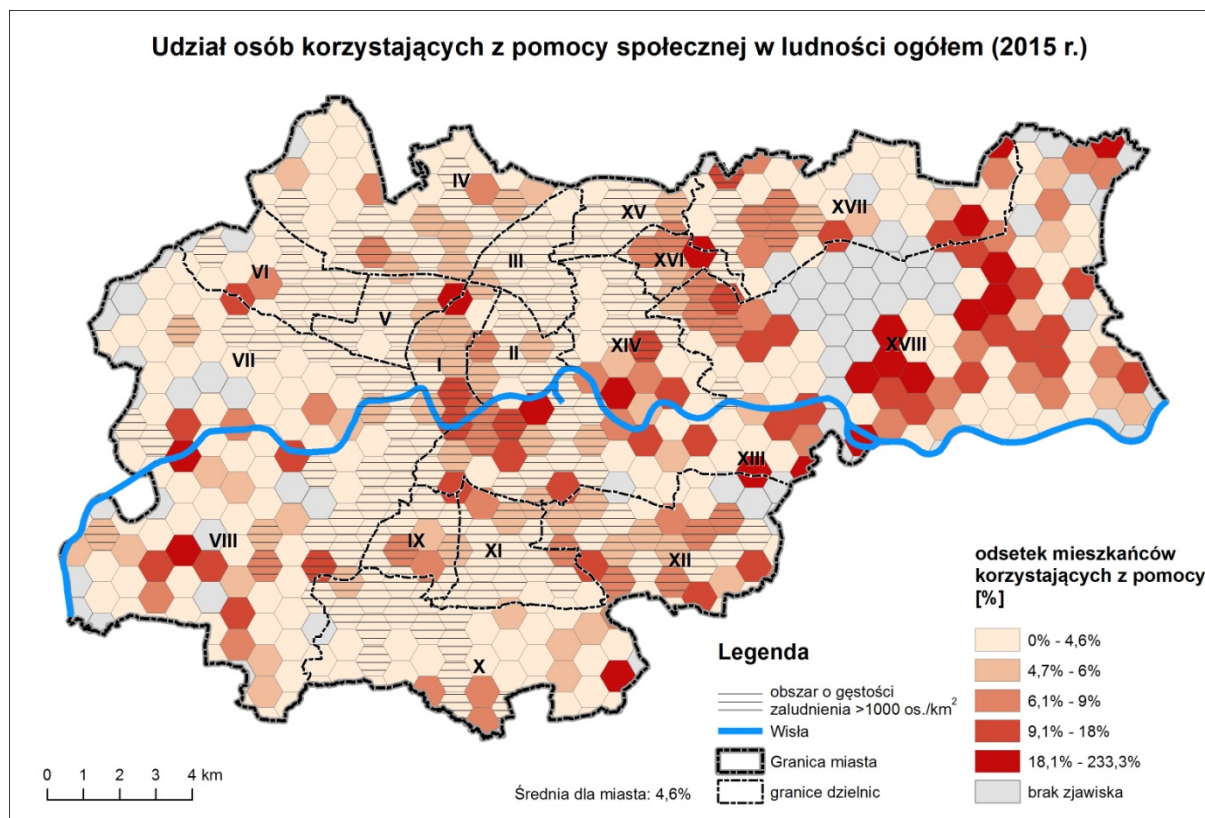 Udział osób korzystających z pomocy społecznej w ludności ogółem (2015 r.)
IV
XV
XVII
III
XVI
VI
V
VII
I
II
XIV
XVIII
XIII
VIII
IX
XI
XII
X
odsetek mieszkańców
korzystających z pomocy
[%]
0% - 4,6%
4,7% - 6%
6,1% - 9%
9,1% - 18%
18,1% - 233,3%
brak zjawiska
Legenda
obszar o gęstości
zaludnienia >1000 os./km²
Wisła
Granica miasta
granice dzielnic
Średnia dla miasta: 4,6%
0 1 2 4 km